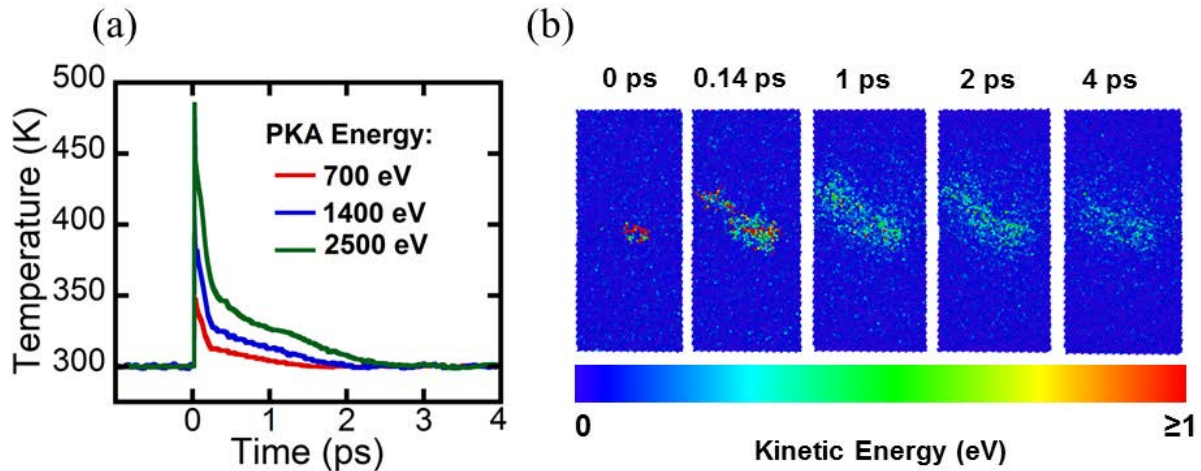 (a)
500
450
400
350
300
Temperature (K)
PKA Energy:
700 eV
1400 eV
2500 eV
0 1 2 3 4
Time (ps)
(b)
0 ps 0.14 ps 1 ps 2 ps 4 ps
0 ≥1
Kinetic Energy (eV)